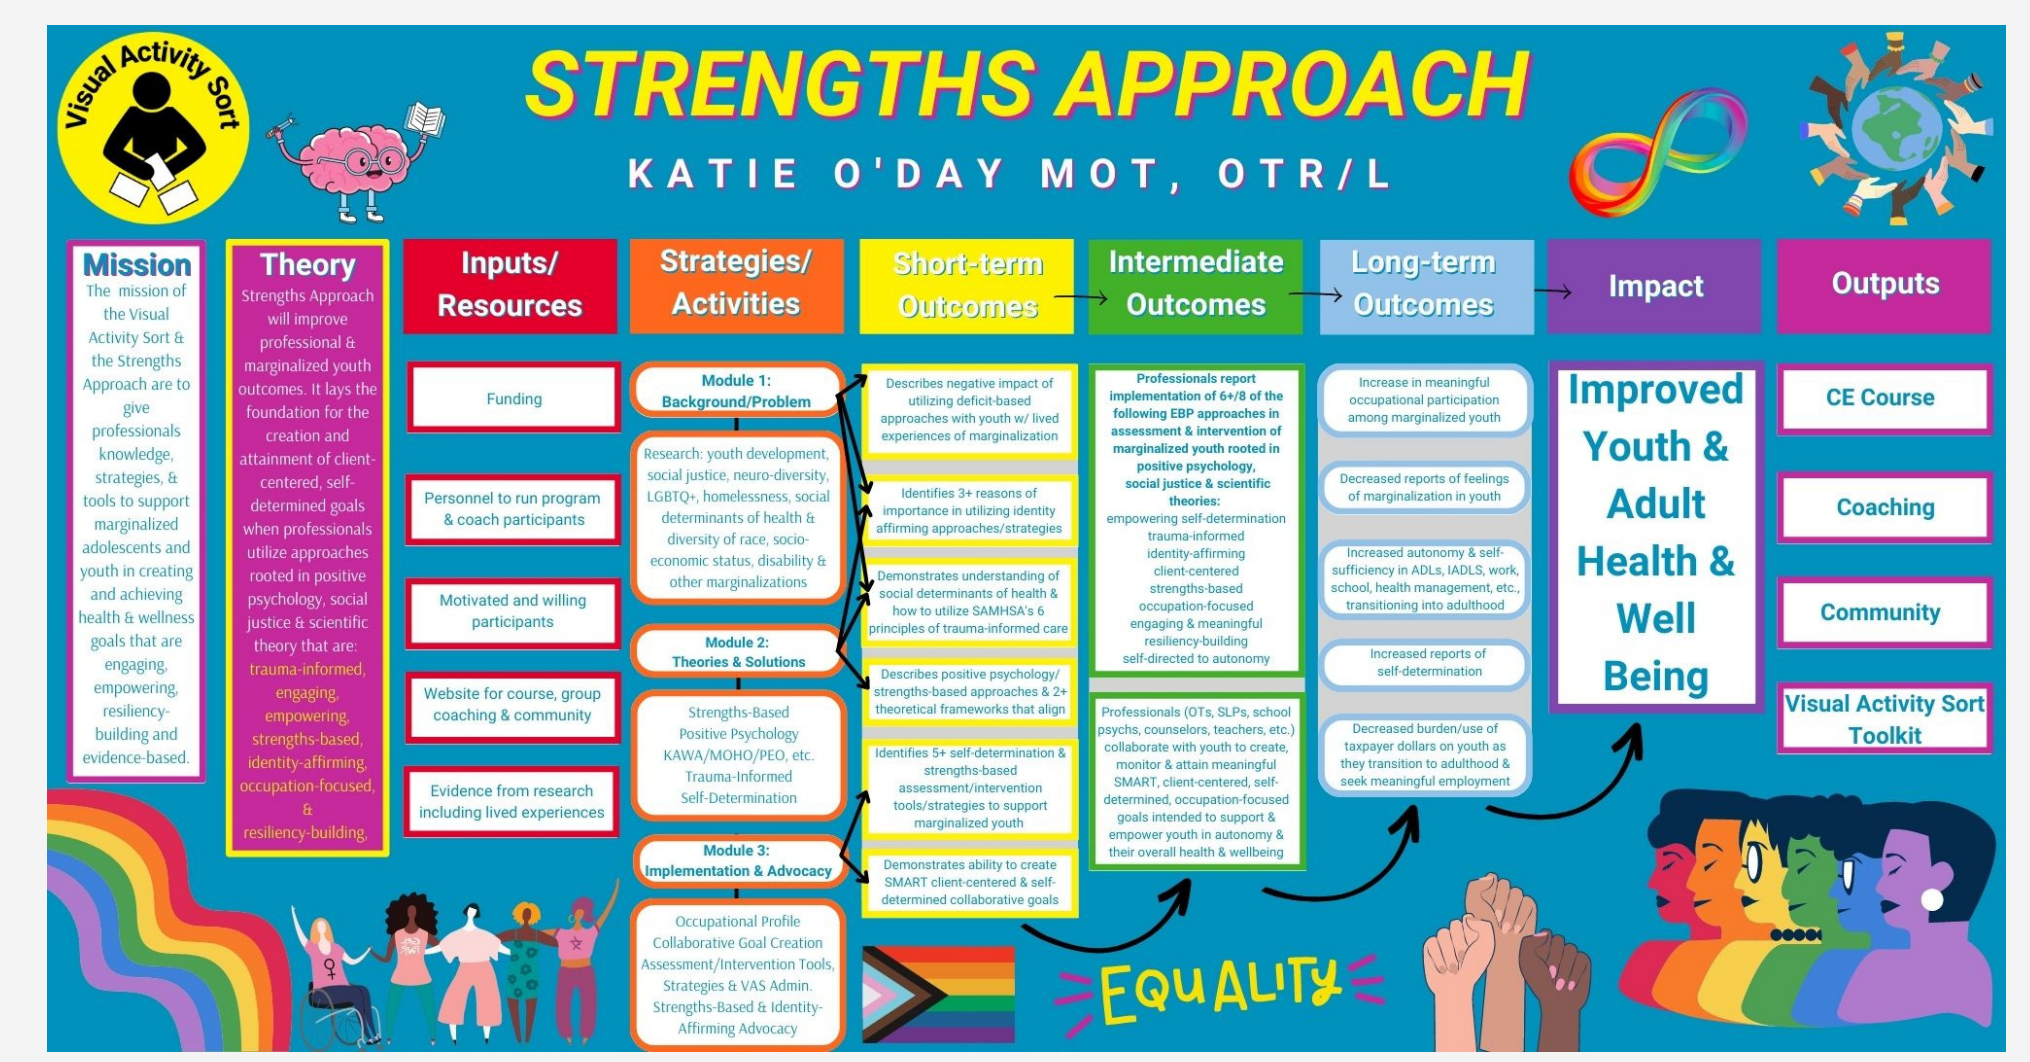 Visual Activity Sort
STRENGTHS APPROACH
KATIE O'DAY MOT, OTR/L
Mission
The mission of
the Visual
Activity Sort &
the Strengths
Approach are to
give
professionals
knowledge,
strategies, &
tools to support
marginalized
adolescents and
youth in creating
and achieving
health & wellness
goals that are
engaging,
empowering,
resiliency-
building and
evidence-based.
Theory
Strengths Approach
will improve
professional &
marginalized youth
outcomes. It lays the
foundation for the
creation and
attainment of client-
centered, self-
determined goals
when professionals
utilize approaches
rooted in positive
psychology, social
justice & scientific
theory that are:
trauma-informed,
engaging,
empowering,
strengths-based,
identity-affirming,
occupation-focused,
&
resiliency-building,
Inputs/
Resources
Funding
Personnel to run program
& coach participants
Motivated and willing
participants
Website for course, group
coaching & community
Evidence from research
including lived experiences
Strategies/
Activities
Module 1:
Background/Problem
Research: youth development,
social justice, neuro-diversity,
LGBTQ+, homelessness, social
determinants of health &
diversity of race, socio-
economic status, disability &
other marginalizations
Module 2:
Theories & Solutions
Strengths-Based
Positive Psychology
KAWA/MOHO/PEO, etc.
Trauma-Informed
Self-Determination
Module 3:
Implementation & Advocacy
Occupational Profile
Collaborative Goal Creation
Assessment/Intervention Tools,
Strategies & VAS Admin.
Strengths-Based & Identity-
Affirming Advocacy
Short-term
Outcomes
Describes negative impact of
utilizing deficit-based
approaches with youth w/ lived
experiences of marginalization
Identifies 3+ reasons of
importance in utilizing identity
affirming approaches/strategies
Demonstrates understanding of
social determinants of health &
how to utilize SAMHSA's 6
principles of trauma-informed care
Describes positive psychology/
strengths-based approaches & 2+
theoretical frameworks that align
Identifies 5+ self-determination &
strengths-based
assessment/intervention
tools/strategies to support
marginalized youth
Demonstrates ability to create
SMART client-centered & self-
determined collaborative goals
Intermediate
Outcomes
Professionals report
implementation of 6+/8 of the
following EBP approaches in
assessment & intervention of
marginalized youth rooted in
positive psychology,
social justice & scientific
theories:
empowering self-determination
trauma-informed
identity-affirming
client-centered
strengths-based
occupation-focused
engaging & meaningful
resiliency-building
self-directed to autonomy
Professionals (OTs, SLPs, school
psychs, counselors, teachers, etc.)
collaborate with youth to create,
monitor & attain meaningful
SMART, client-centered, self-
determined, occupation-focused
goals intended to support &
empower youth in autonomy &
their overall health & wellbeing
Long-term
Outcomes
Increase in meaningful
occupational participation
among marginalized youth
Decreased reports of feelings
of marginalization in youth
Increased autonomy & self-
sufficiency in ADLs, IADLS, work,
school, health management, etc.,
transitioning into adulthood
Increased reports of
self-determination
Decreased burden/use of
taxpayer dollars on youth as
they transition to adulthood &
seek meaningful employment
Impact
Improved
Youth &
Adult
Health &
Well
Being
Outputs
CE Course
Coaching
Community
Visual Activity Sort
Toolkit
EQUALITY